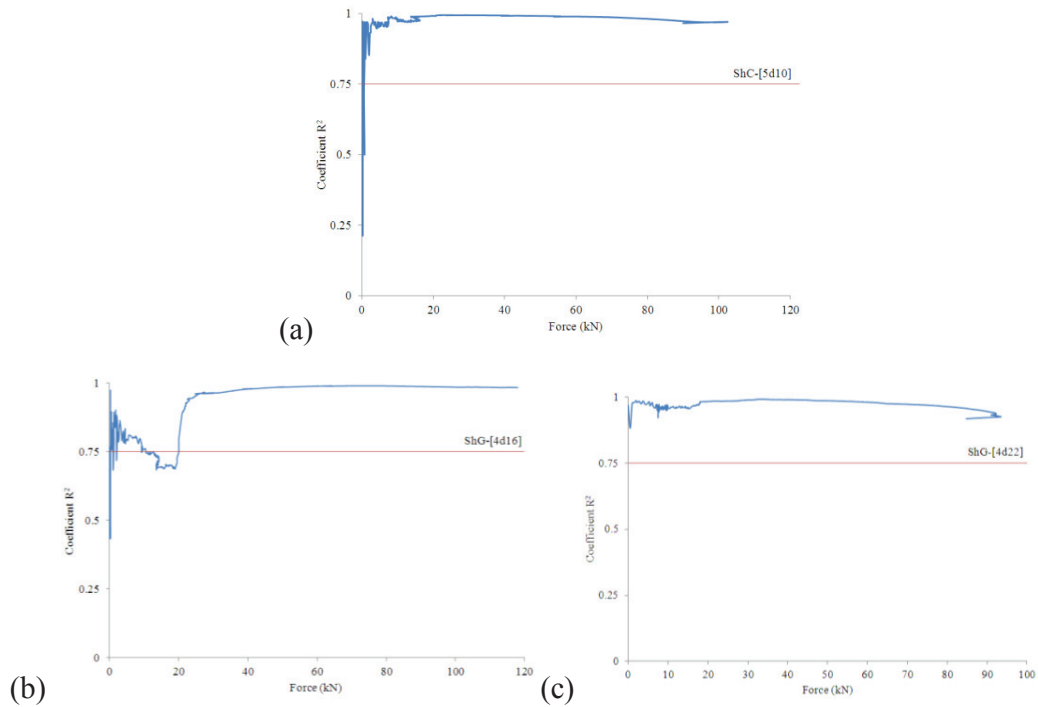 1
ShC-[5d10]
0.75
Coefficient R²
0.5
0.25
0
0 20 40 60 80 100 120
Force (kN)
(a)
1
ShG-[4d16]
0.75
Coefficient R²
0.5
0.25
0
0 20 40 60 80 100 120
Force (kN)
(b)
1
ShG-[4d22]
0.75
Coefficient R²
0.5
0.25
0
0 10 20 30 40 50 60 70 80 90 100
Force (kN)
(c)